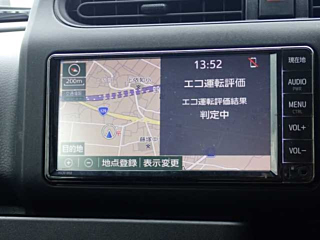 13:52
200m
エコ運転評価
エコ運転評価結果
判定中
目的地
地点登録
表示変更
現在地
AUDIO
MENU
VOL+
VOL−